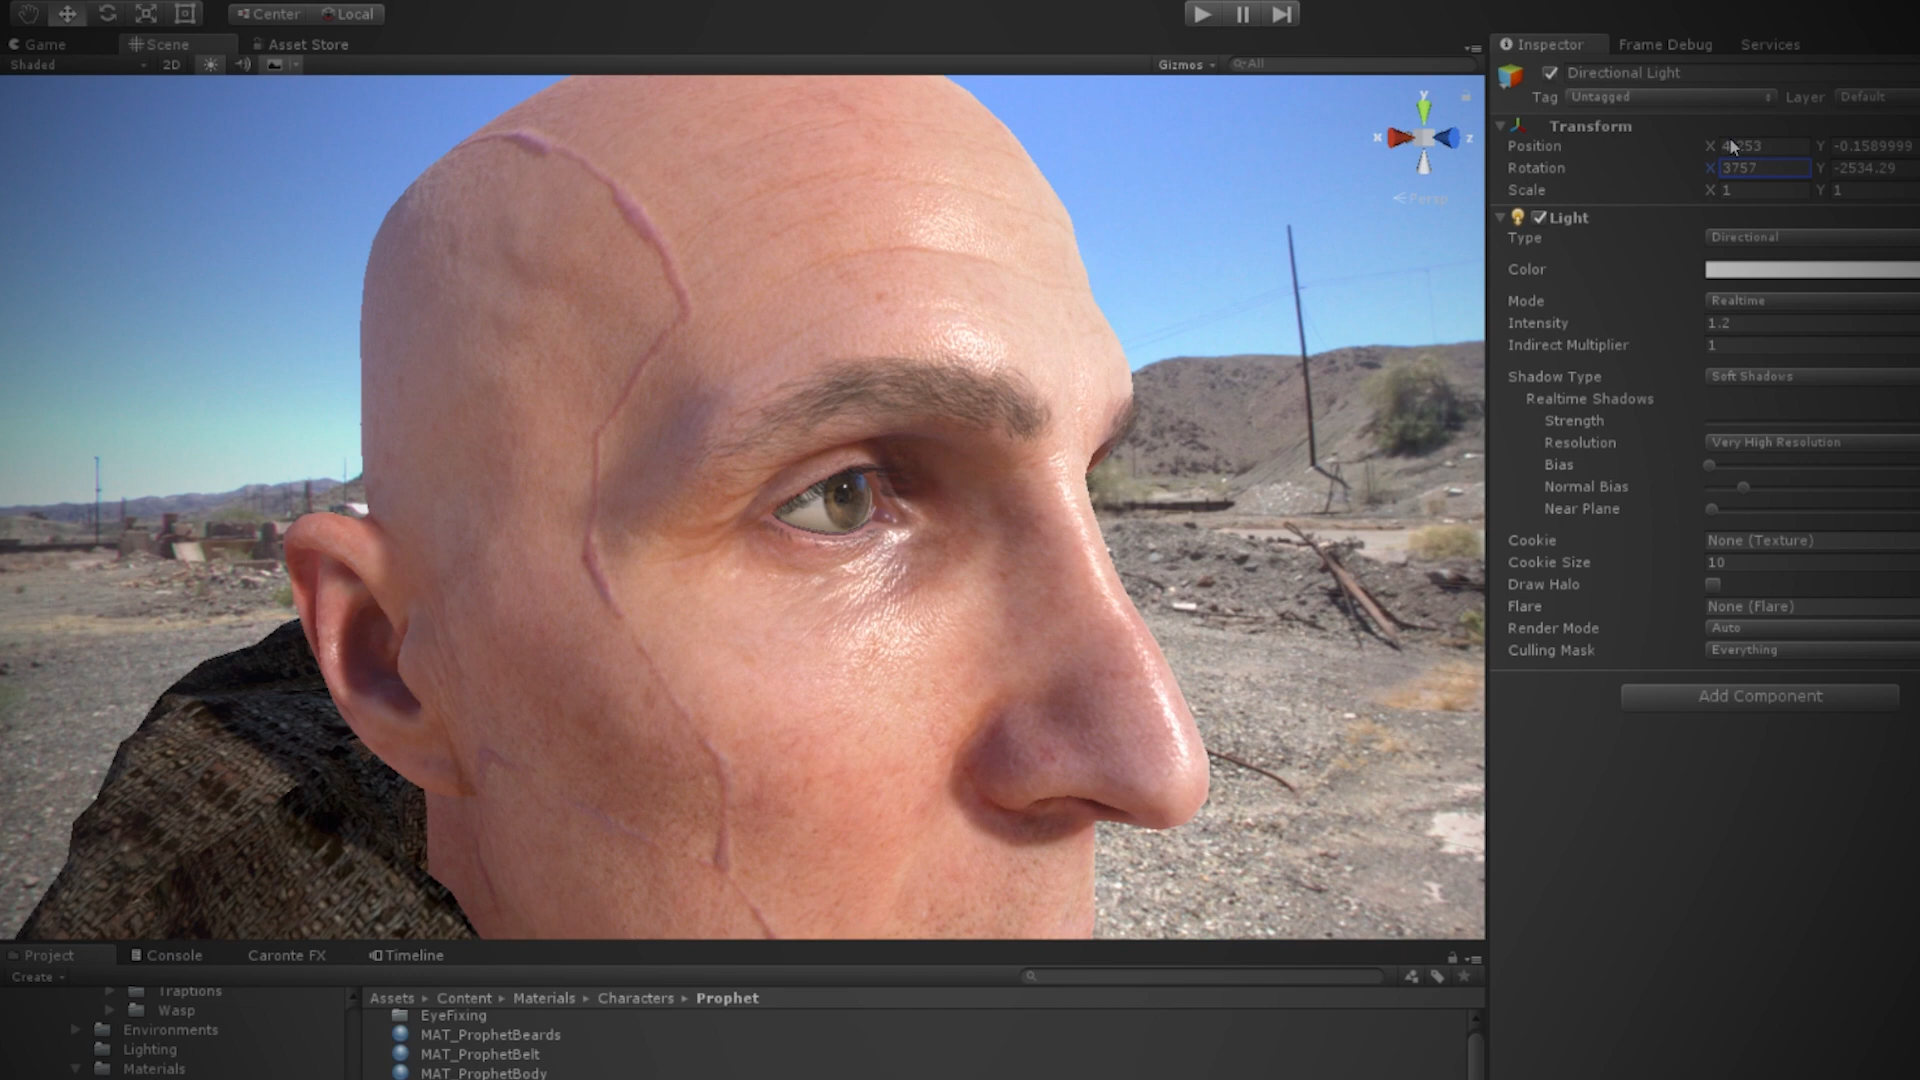 Center Local
Game Scene Asset Store
Shaded 2D Gizmos All
y
x z
Persp
Inspector Frame Debug Services
Directional Light
Tag Untagged Layer Default
Transform
Position X Y -0.1589999
Rotation X 3757 Y -2534.29
Scale X 1 Y 1
Light
Type Directional
Color
Mode Realtime
Intensity 1.2
Indirect Multiplier 1
Shadow Type Soft Shadows
Realtime Shadows
Strength
Resolution Very High Resolution
Bias
Normal Bias
Near Plane
Cookie None (Texture)
Cookie Size 10
Draw Halo
Flare None (Flare)
Render Mode Auto
Culling Mask Everything
Add Component
Project Console Caronte FX Timeline
Create
Traptions
Wasp
Environments
Lighting
Materials
Assets Content Materials Characters Prophet
EyeFixing
MAT_ProphetBeards
MAT_ProphetBelt
MAT_ProphetBody